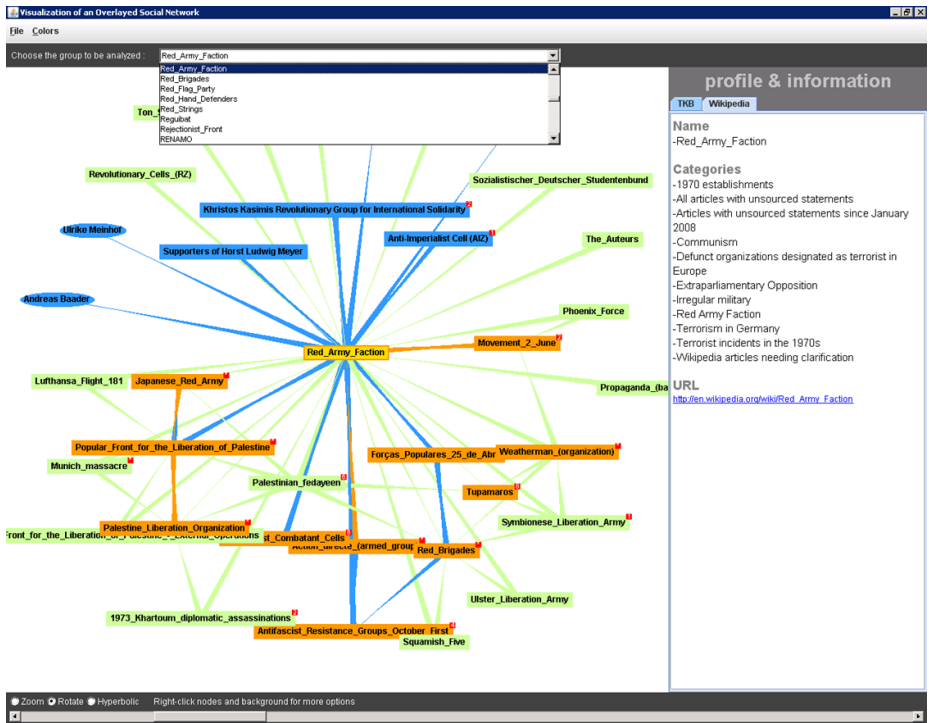 Visualization of an Overlayed Social Network
File Colors
Choose the group to be analyzed : Red_Army_Faction
Red_Army_Faction
Red_Brigades
Red_Flag_Party
Red_Hand_Defenders
Red_Strings
Reguibat
Rejectionist_Front
RENAMO
profile & information
TKB Wikipedia
Name
-Red_Army_Faction
Categories
-1970 establishments
-All articles with unsourced statements
-Articles with unsourced statements since January
2008
-Communism
-Defunct organizations designated as terrorist in
Europe
-Extraparliamentary Opposition
-Irregular military
-Red Army Faction
-Terrorism in Germany
-Terrorist incidents in the 1970s
-Wikipedia articles needing clarification
URL
http://en.wikipedia.org/wiki/Red_Army_Faction
Ton_S
Revolutionary_Cells_(RZ)
Sozialistischer_Deutscher_Studentenbund
Khristos Kasimis Revolutionary Group for International Solidarity
Ulrike Meinhof
Anti-Imperialist Cell (AIZ)
The_Auteurs
Supporters of Horst Ludwig Meyer
Andreas Baader
Phoenix_Force
Movement_2_June
Red_Army_Faction
Lufthansa_Flight_181
Japanese_Red_Army
Propaganda_(ba
Popular_Front_for_the_Liberation_of_Palestine
Forças_Populares_25_de_Abr
Weatherman_(organization)
Munich_massacre
Palestinian_fedayeen
Tupamaros
Symbionese_Liberation_Army
Palestine_Liberation_Organization
Front_for_the_Liberation_of_Palestine_-_External_Operations
st_Combatant_Cells
Action_directe_(armed_group
Red_Brigades
Ulster_Liberation_Army
1973_Khartoum_diplomatic_assassinations
Antifascist_Resistance_Groups_October_First
Squamish_Five
Zoom Rotate Hyperbolic Right-click nodes and background for more options